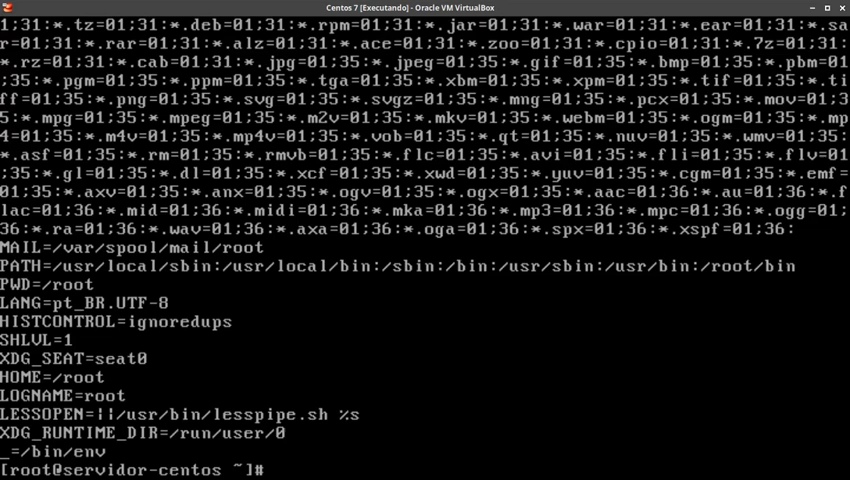 Centos 7 [Executando] - Oracle VM VirtualBox
1;31:*.tz=01;31:*.deb=01;31:*.rpm=01;31:*.jar=01;31:*.war=01;31:*.ear=01;31:*.sa
r=01;31:*.rar=01;31:*.alz=01;31:*.ace=01;31:*.zoo=01;31:*.cpio=01;31:*.7z=01;31:
*.rz=01;31:*.cab=01;31:*.jpg=01;35:*.jpeg=01;35:*.gif=01;35:*.bmp=01;35:*.pbm=01
;35:*.pgm=01;35:*.ppm=01;35:*.tga=01;35:*.xbm=01;35:*.xpm=01;35:*.tif=01;35:*.ti
ff=01;35:*.png=01;35:*.svg=01;35:*.svgz=01;35:*.mng=01;35:*.pcx=01;35:*.mov=01;3
5:*.mpg=01;35:*.mpeg=01;35:*.m2v=01;35:*.mkv=01;35:*.webm=01;35:*.ogm=01;35:*.mp
4=01;35:*.m4v=01;35:*.mp4v=01;35:*.vob=01;35:*.qt=01;35:*.nuv=01;35:*.wmv=01;35:
*.asf=01;35:*.rm=01;35:*.rmvb=01;35:*.flc=01;35:*.avi=01;35:*.fli=01;35:*.flv=01
;35:*.gl=01;35:*.dl=01;35:*.xcf=01;35:*.xwd=01;35:*.yuv=01;35:*.cgm=01;35:*.emf=
01;35:*.axv=01;35:*.anx=01;35:*.ogv=01;35:*.ogx=01;35:*.aac=01;36:*.au=01;36:*.f
lac=01;36:*.mid=01;36:*.midi=01;36:*.mka=01;36:*.mp3=01;36:*.mpc=01;36:*.ogg=01;
36:*.ra=01;36:*.wav=01;36:*.axa=01;36:*.oga=01;36:*.spx=01;36:*.xspf=01;36:
MAIL=/var/spool/mail/root
PATH=/usr/local/sbin:/usr/local/bin:/sbin:/bin:/usr/sbin:/usr/bin:/root/bin
PWD=/root
LANG=pt_BR.UTF-8
HISTCONTROL=ignoredups
SHLVL=1
XDG_SEAT=seat0
HOME=/root
LOGNAME=root
LESSOPEN=||/usr/bin/lesspipe.sh %s
XDG_RUNTIME_DIR=/run/user/0
_=/bin/env
[root@servidor-centos ~]#